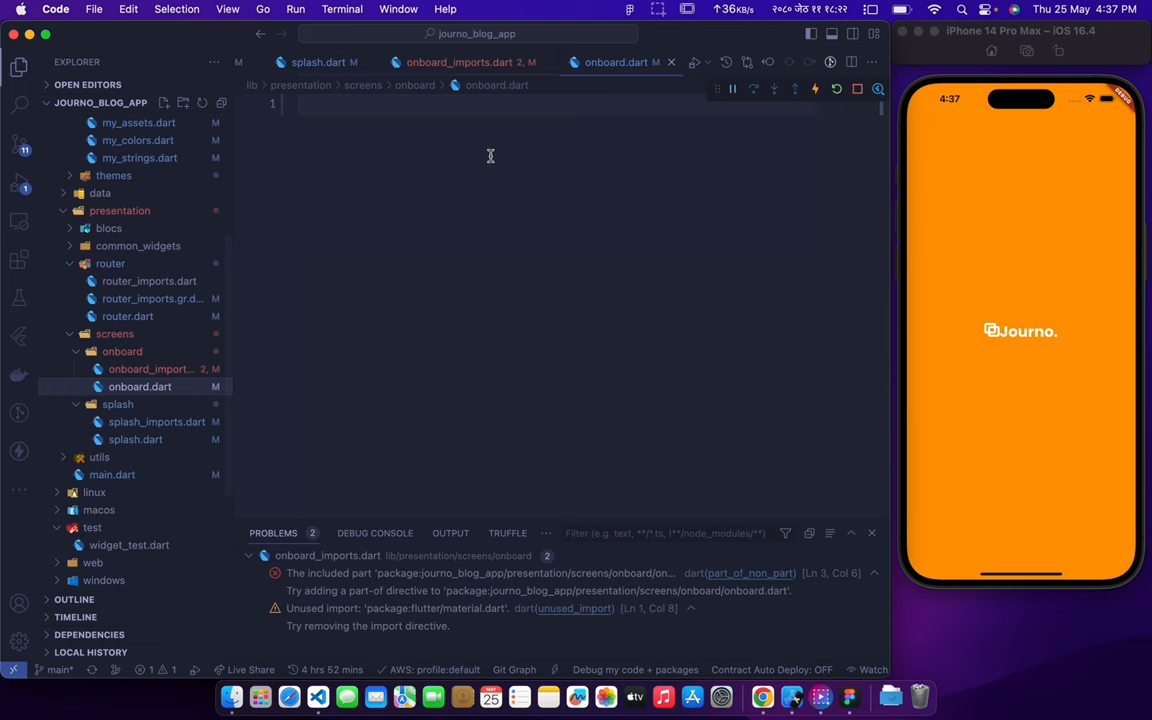 Code File Edit Selection View Go Run Terminal Window Help
↑36KB/s
Thu 25 May 4:37 PM
journo_blog_app
iPhone 14 Pro Max – iOS 16.4
EXPLORER
M splash.dart M onboard_imports.dart 2, M onboard.dart M
OPEN EDITORS
lib > presentation > screens > onboard > onboard.dart
JOURNO_BLOG_APP
1
4:37
DEBUG
my_assets.dart M
my_colors.dart M
my_strings.dart M
themes
data
presentation
blocs
common_widgets
router
router_imports.dart
router_imports.gr.d... M
router.dart M
screens
onboard
onboard_import... 2, M
onboard.dart M
splash
splash_imports.dart M
splash.dart M
utils
main.dart M
linux
macos
test
widget_test.dart
web
windows
OUTLINE
TIMELINE
DEPENDENCIES
LOCAL HISTORY
11
1
Journo.
PROBLEMS 2 DEBUG CONSOLE OUTPUT TRUFFLE ... Filter (e.g. text, **/*.ts, !**/node_modules/**)
onboard_imports.dart lib/presentation/screens/onboard 2
The included part 'package:journo_blog_app/presentation/screens/onboard/on... dart(part_of_non_part) [Ln 3, Col 6]
Try adding a part-of directive to 'package:journo_blog_app/presentation/screens/onboard/onboard.dart'.
Unused import: 'package:flutter/material.dart'. dart(unused_import) [Ln 1, Col 8]
Try removing the import directive.
main* 1 1 Live Share 4 hrs 52 mins AWS: profile:default Git Graph Debug my code + packages Contract Auto Deploy: OFF Watch
MAY
25
tv